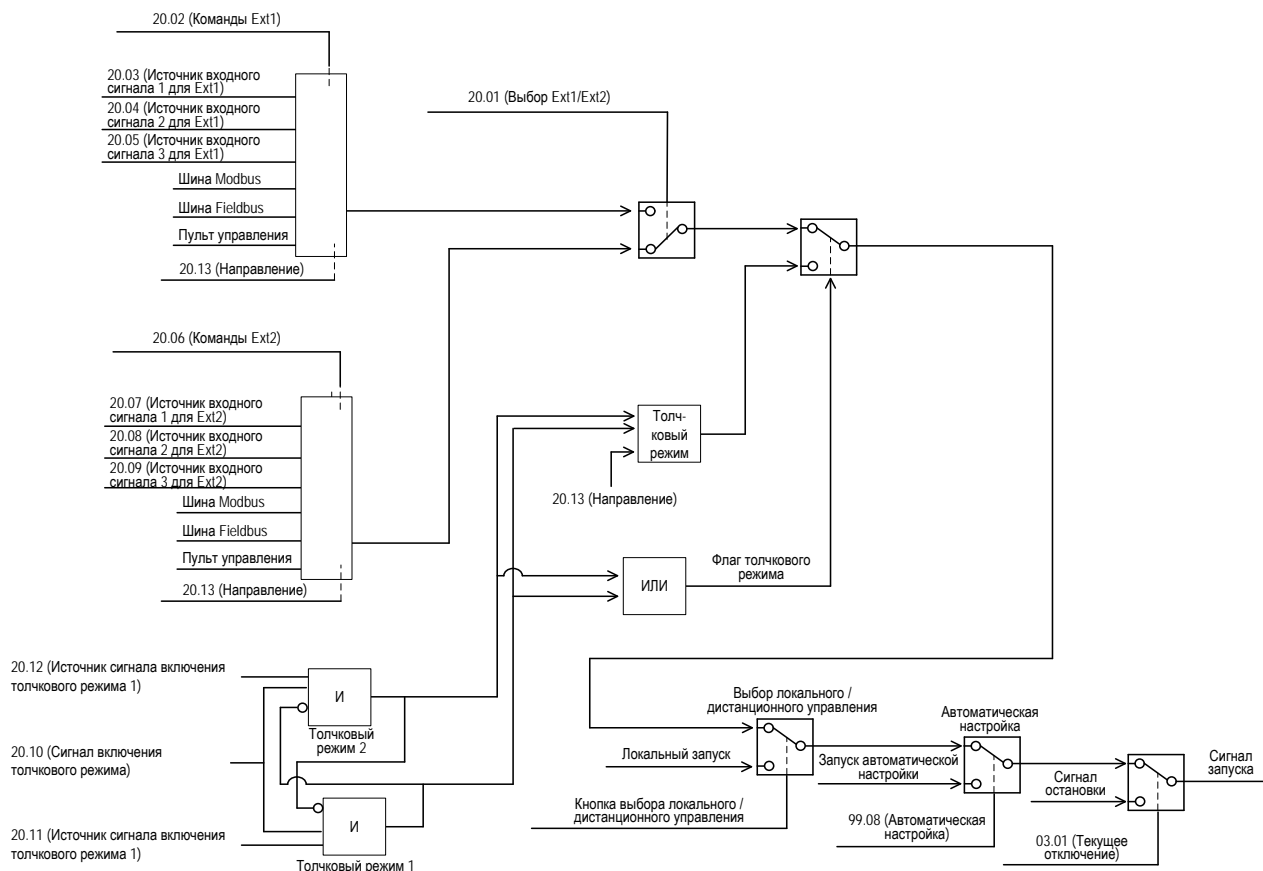 20.02 (Команды Ext1)
20.03 (Источник входного
сигнала 1 для Ext1)
20.04 (Источник входного
сигнала 2 для Ext1)
20.05 (Источник входного
сигнала 3 для Ext1)
Шина Modbus
Шина Fieldbus
Пульт управления
20.13 (Направление)
20.01 (Выбор Ext1/Ext2)
20.06 (Команды Ext2)
20.07 (Источник входного
сигнала 1 для Ext2)
20.08 (Источник входного
сигнала 2 для Ext2)
20.09 (Источник входного
сигнала 3 для Ext2)
Шина Modbus
Шина Fieldbus
Пульт управления
20.13 (Направление)
Толч-
ковый
режим
20.13 (Направление)
ИЛИ
Флаг толчкового
режима
20.12 (Источник сигнала включения
толчкового режима 1)
И
Толчковый
режим 2
20.10 (Сигнал включения
толчкового режима)
20.11 (Источник сигнала включения
толчкового режима 1)
И
Толчковый режим 1
Выбор локального /
дистанционного управления
Локальный запуск
Кнопка выбора локального /
дистанционного управления
Автоматическая
настройка
Запуск автоматической
настройки
99.08 (Автоматическая
настройка)
Сигнал
остановки
03.01 (Текущее
отключение)
Сигнал
запуска